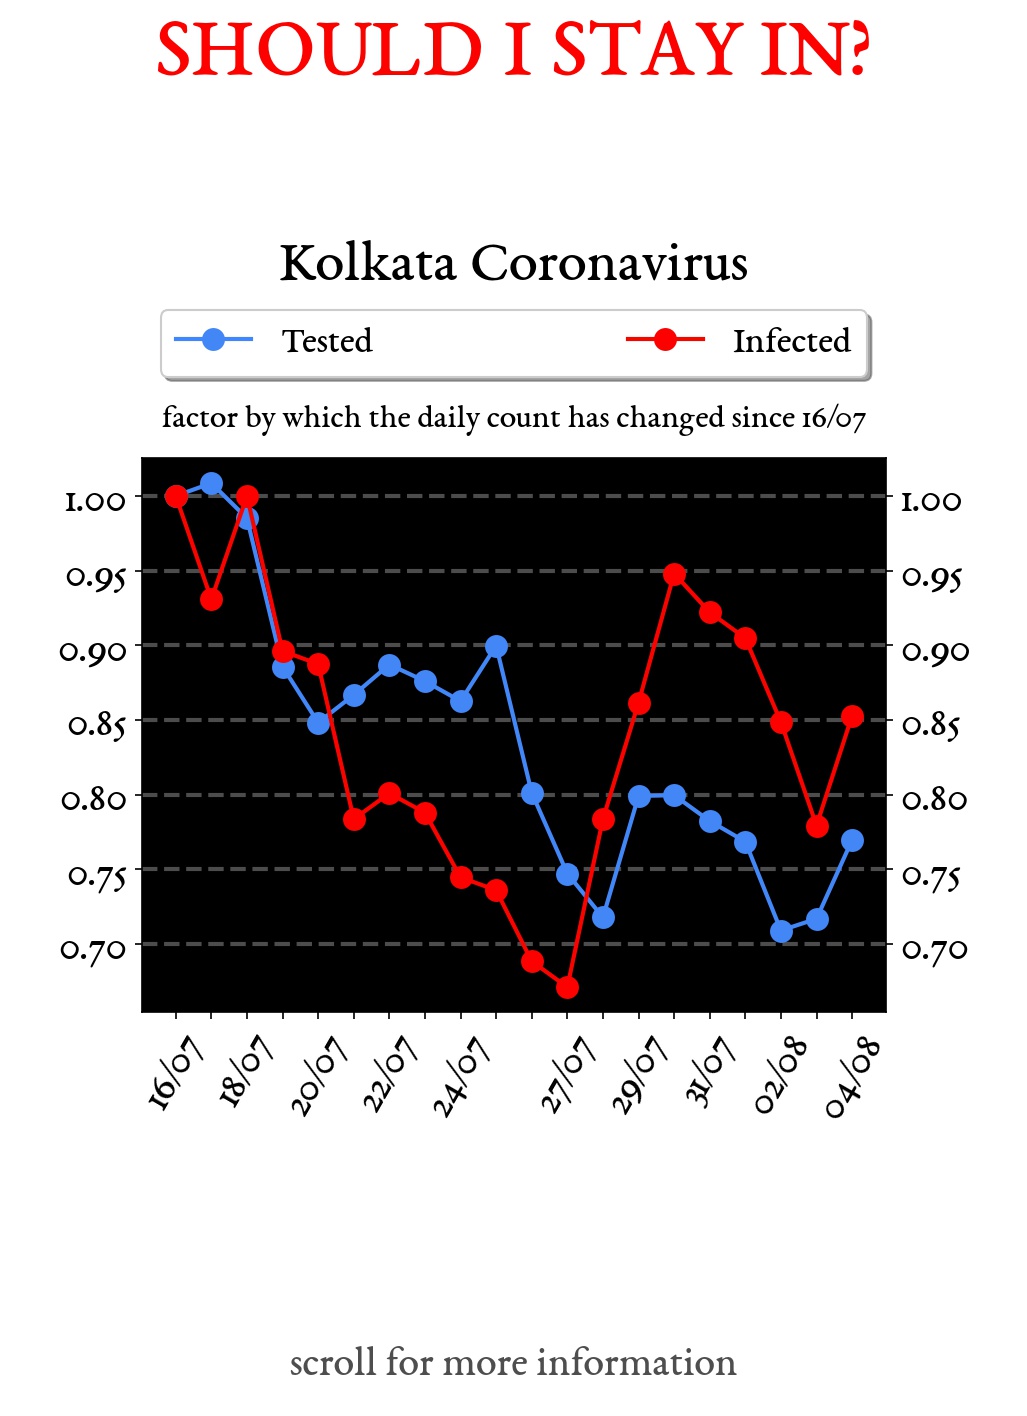 SHOULD I STAY IN?
Kolkata Coronavirus
Tested Infected
factor by which the daily count has changed since 16/07
1.00 1.00
0.95 0.95
0.90 0.90
0.85 0.85
0.80 0.80
0.75 0.75
0.70 0.70
16/07 18/07 20/07 22/07 24/07 27/07 29/07 31/07 02/08 04/08
scroll for more information